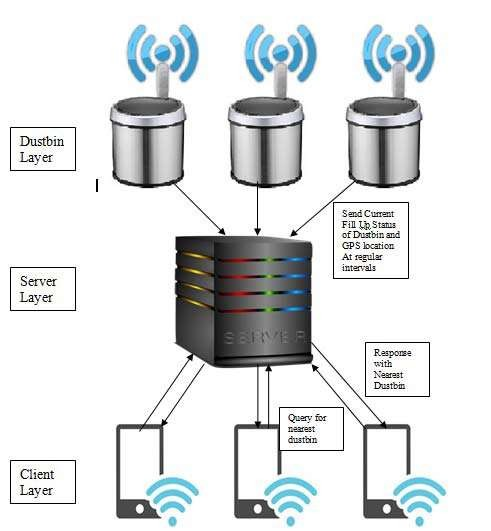 Dustbin
Layer
Send Current
Fill Up Status
of Dustbin and
GPS location
At regular
intervals
Server
Layer
SERVER
Response
with
Nearest
Dustbin
Query for
nearest
dustbin
Client
Layer